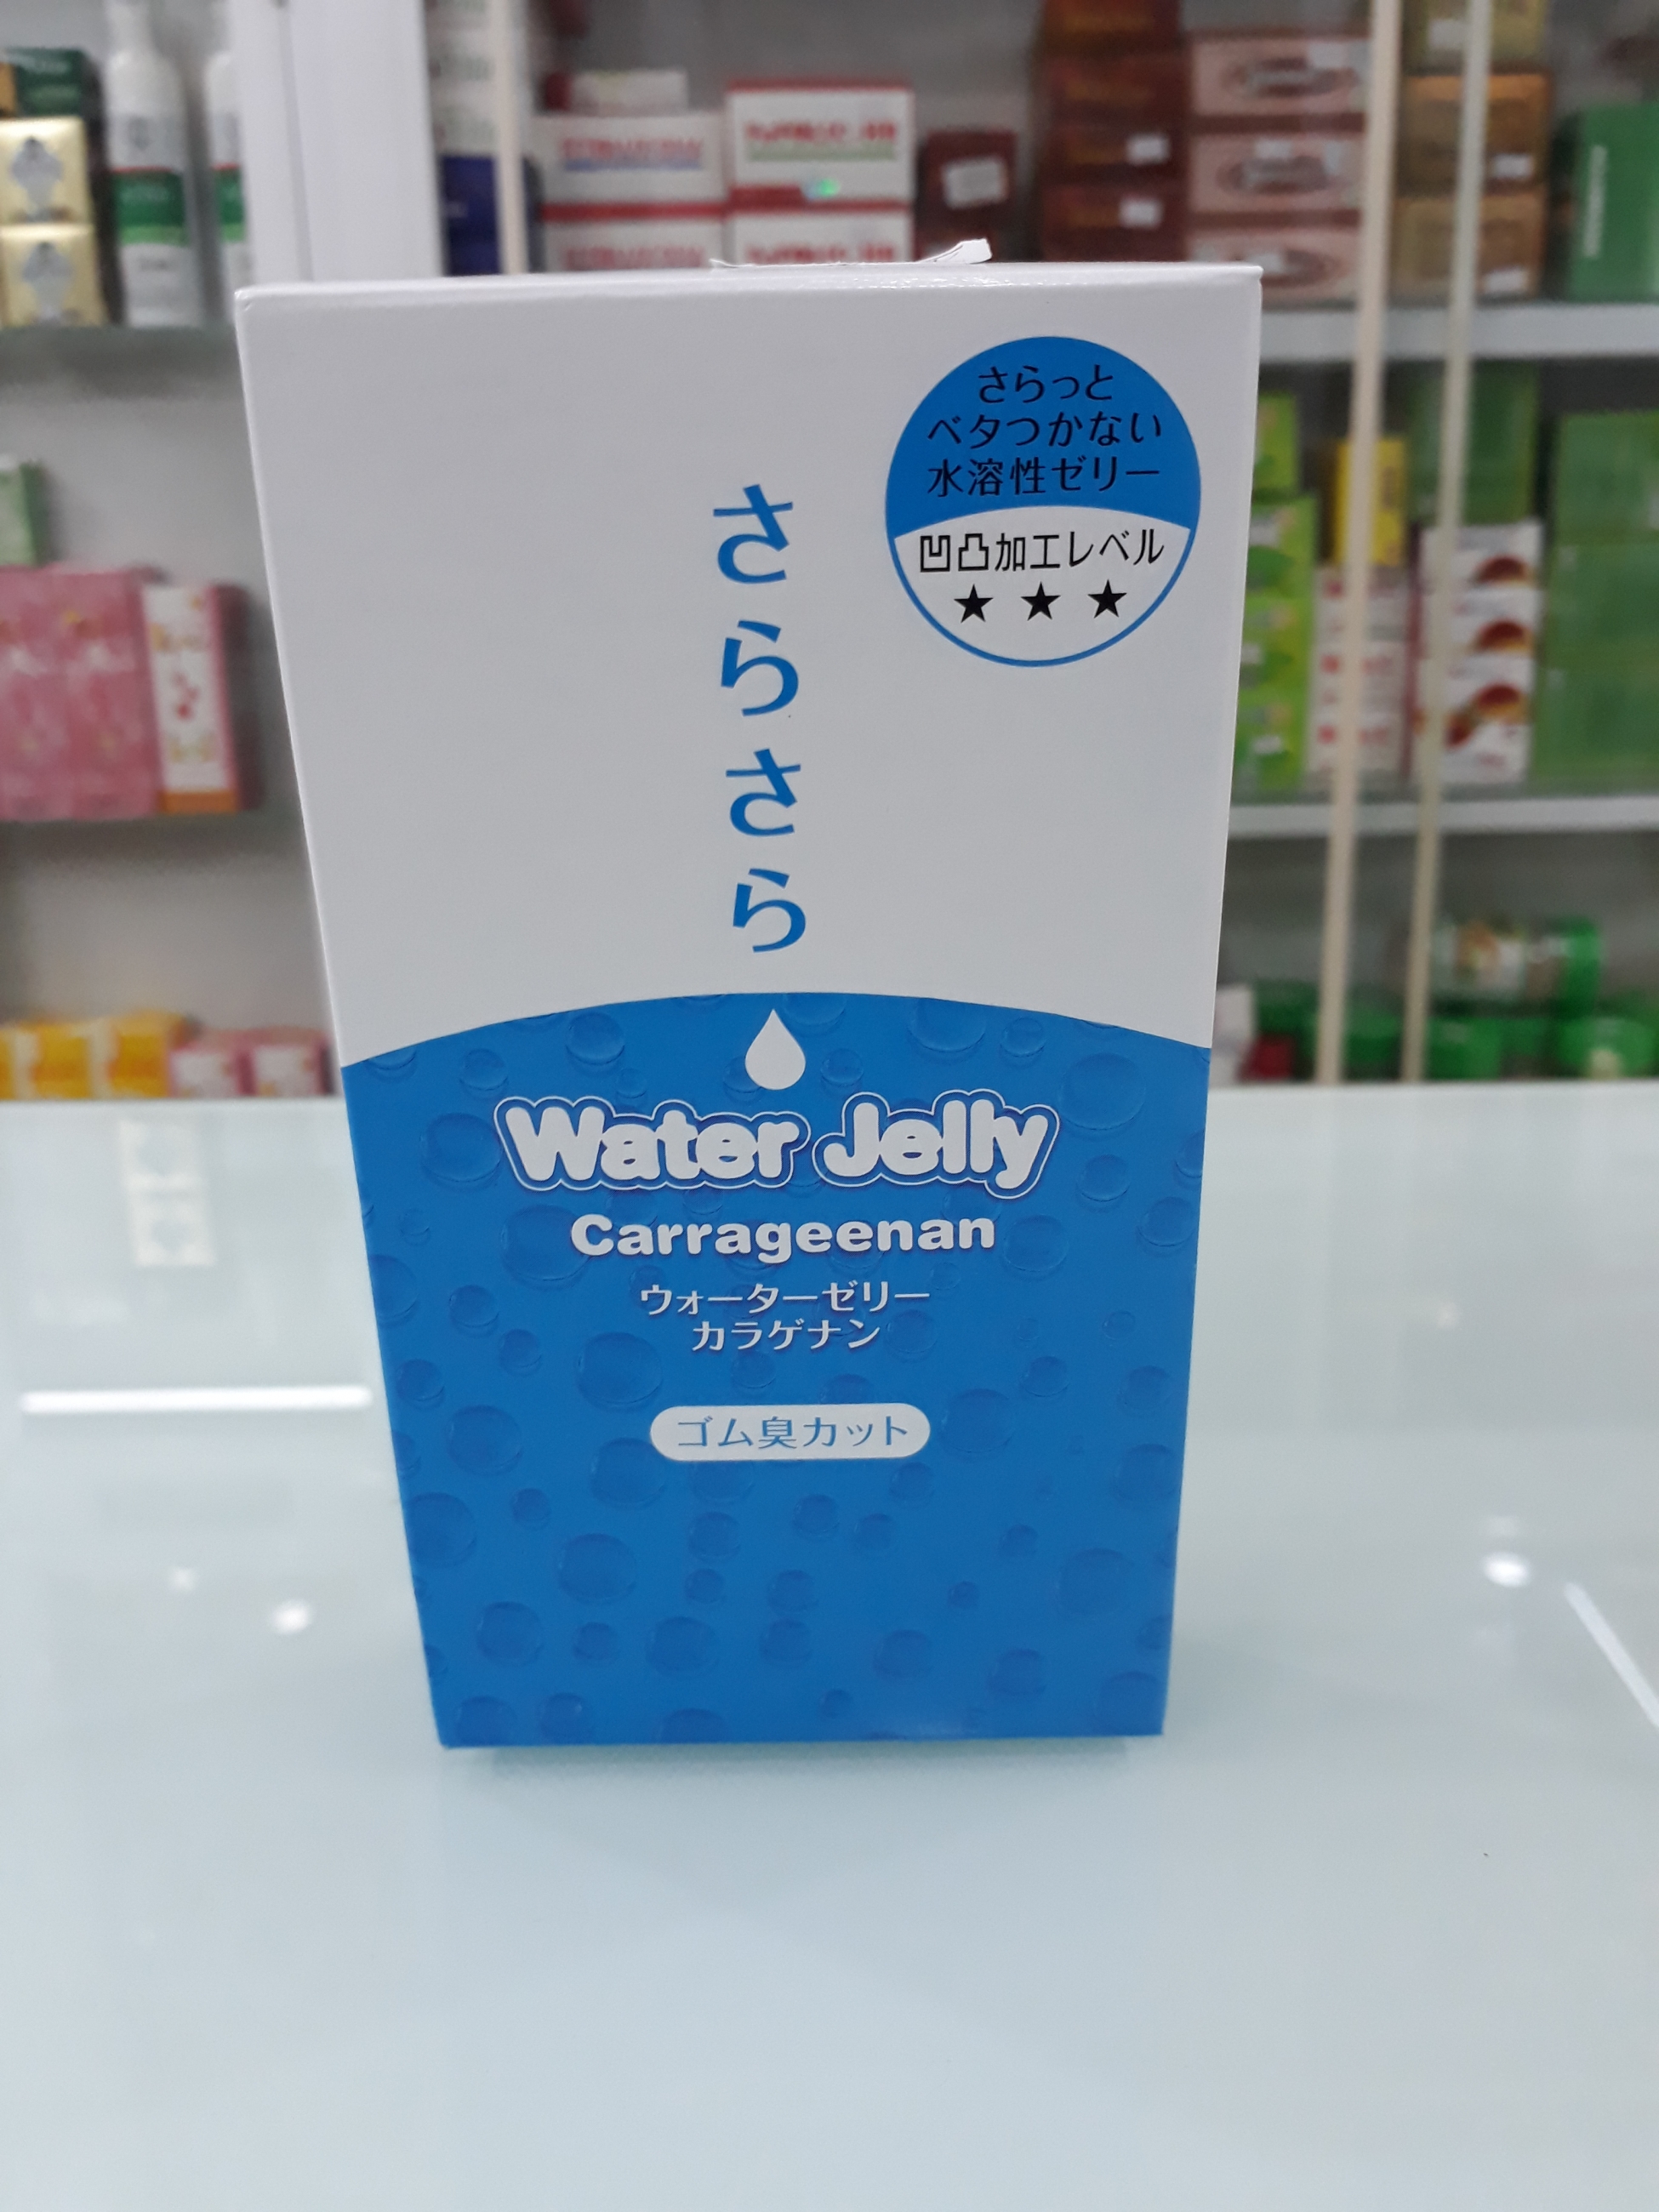 さらっと
ベタつかない
水溶性ゼリー
凹凸加工レベル
★ ★ ★
さらさら
Water Jelly
Carrageenan
ウォーターゼリー
カラゲナン
ゴム臭カット